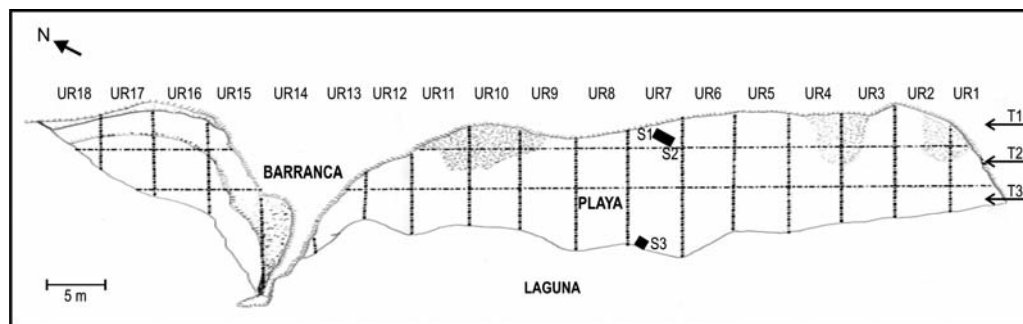 N
UR18 UR17 UR16 UR15 UR14 UR13 UR12 UR11 UR10 UR9 UR8 UR7 UR6 UR5 UR4 UR3 UR2 UR1
T1
S1
S2
T2
BARRANCA
PLAYA
T3
S3
5 m
LAGUNA